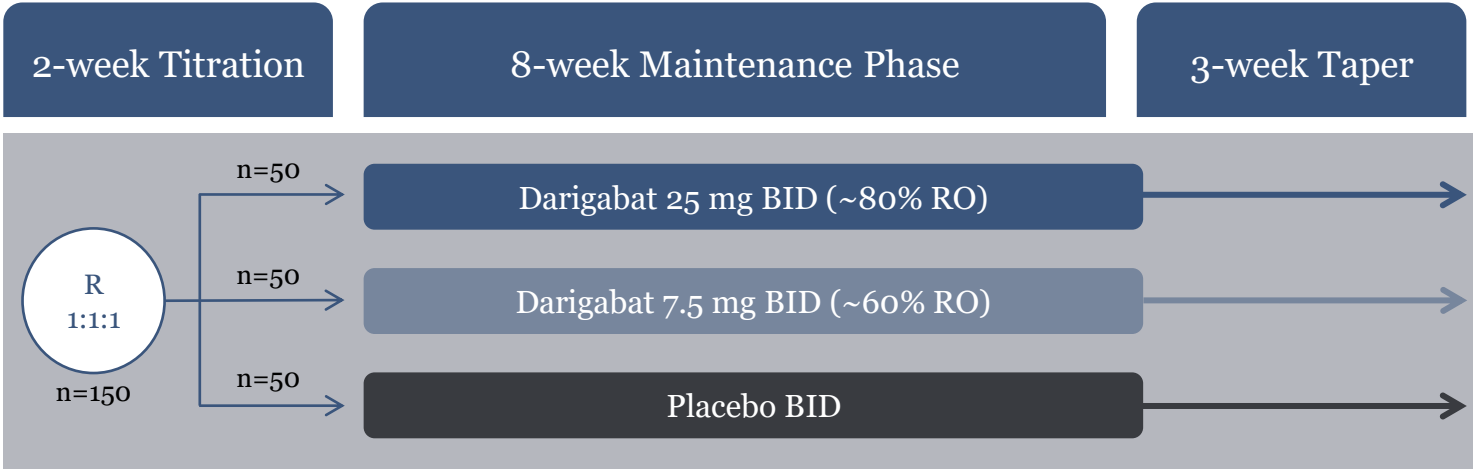 2-week Titration
8-week Maintenance Phase
3-week Taper
n=50
Darigabat 25 mg BID (~80% RO)
R
1:1:1
n=150
n=50
Darigabat 7.5 mg BID (~60% RO)
n=50
Placebo BID